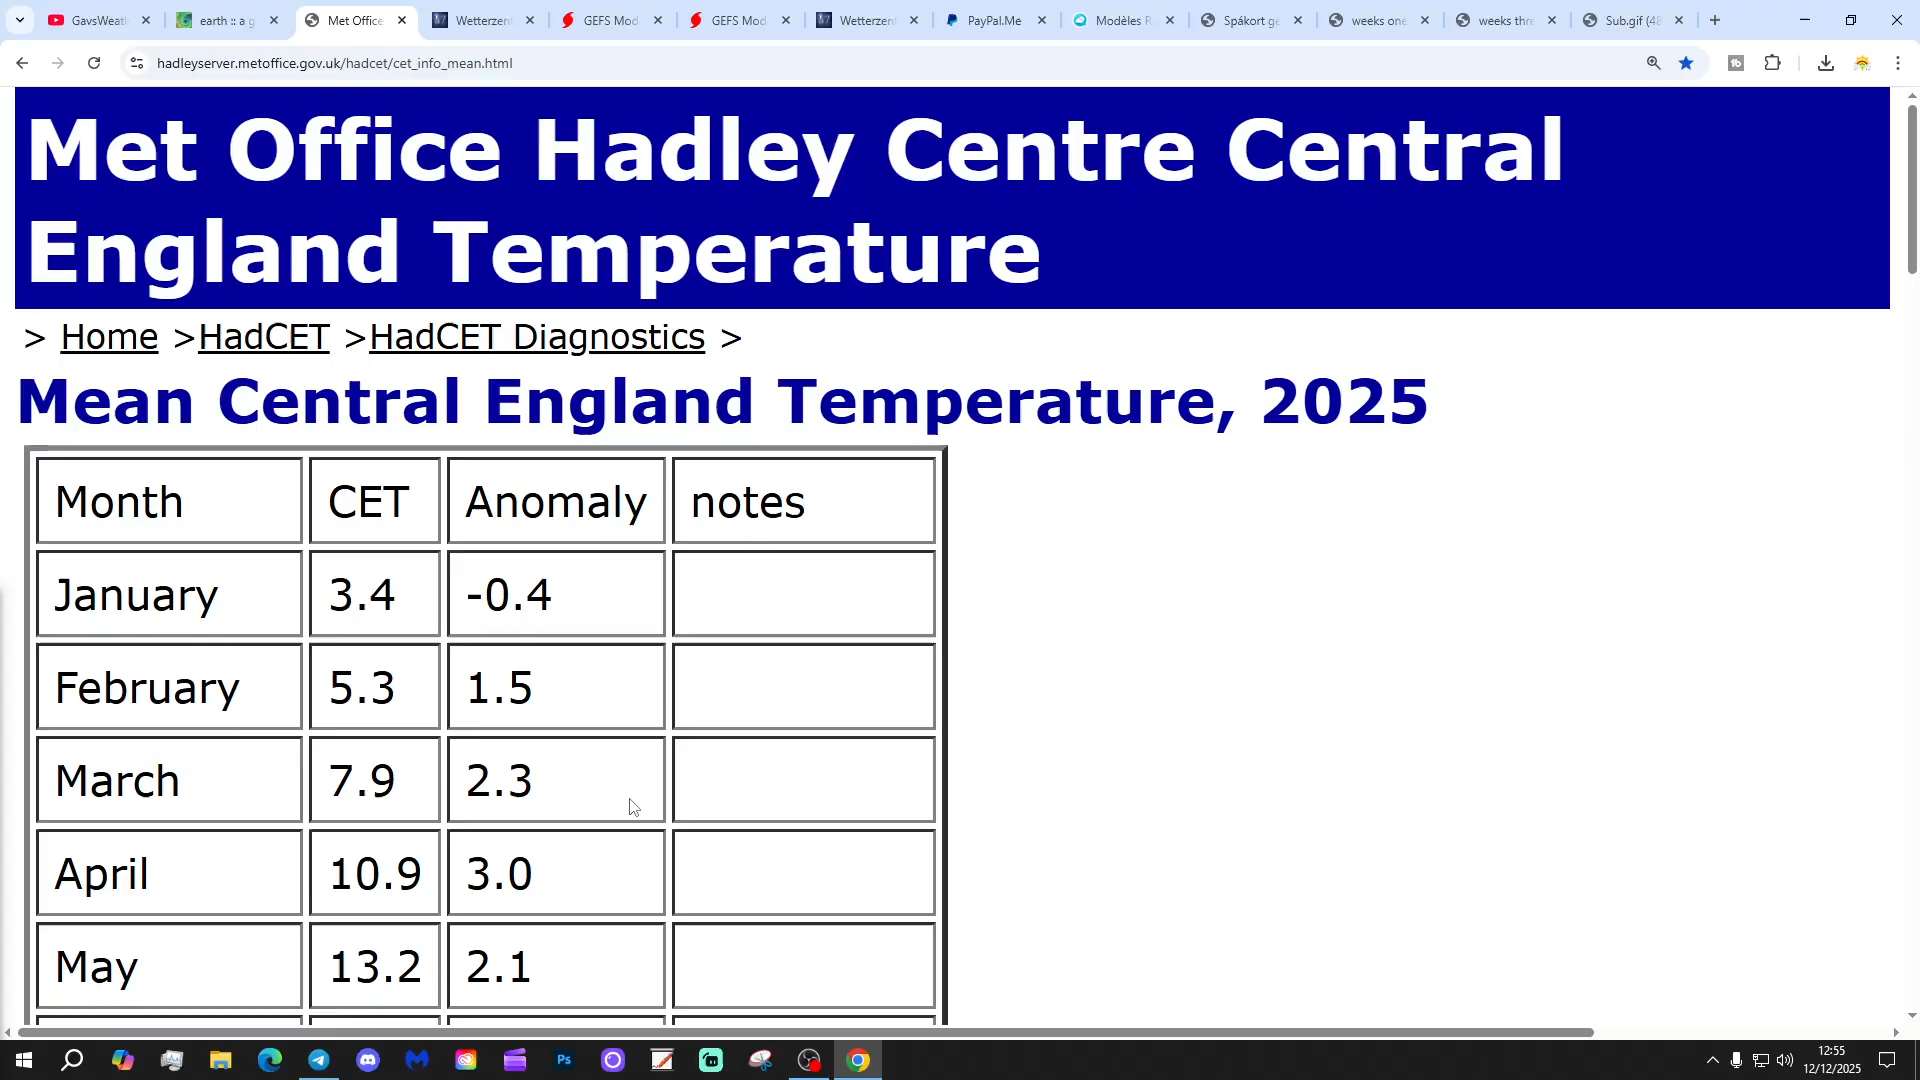 GavsWeath
earth :: a g
Met Office
Wetterzen
GEFS Mod
GEFS Mod
Wetterzen
PayPal.Me
Modèles R
Spákort ge
weeks one
weeks thre
Sub.gif (48
hadleyserver.metoffice.gov.uk/hadcet/cet_info_mean.html
Met Office Hadley Centre Central
England Temperature
> Home >HadCET >HadCET Diagnostics >
Mean Central England Temperature, 2025
Month CET Anomaly notes
January 3.4 -0.4
February 5.3 1.5
March 7.9 2.3
April 10.9 3.0
May 13.2 2.1
Ps
12:55
12/12/2025